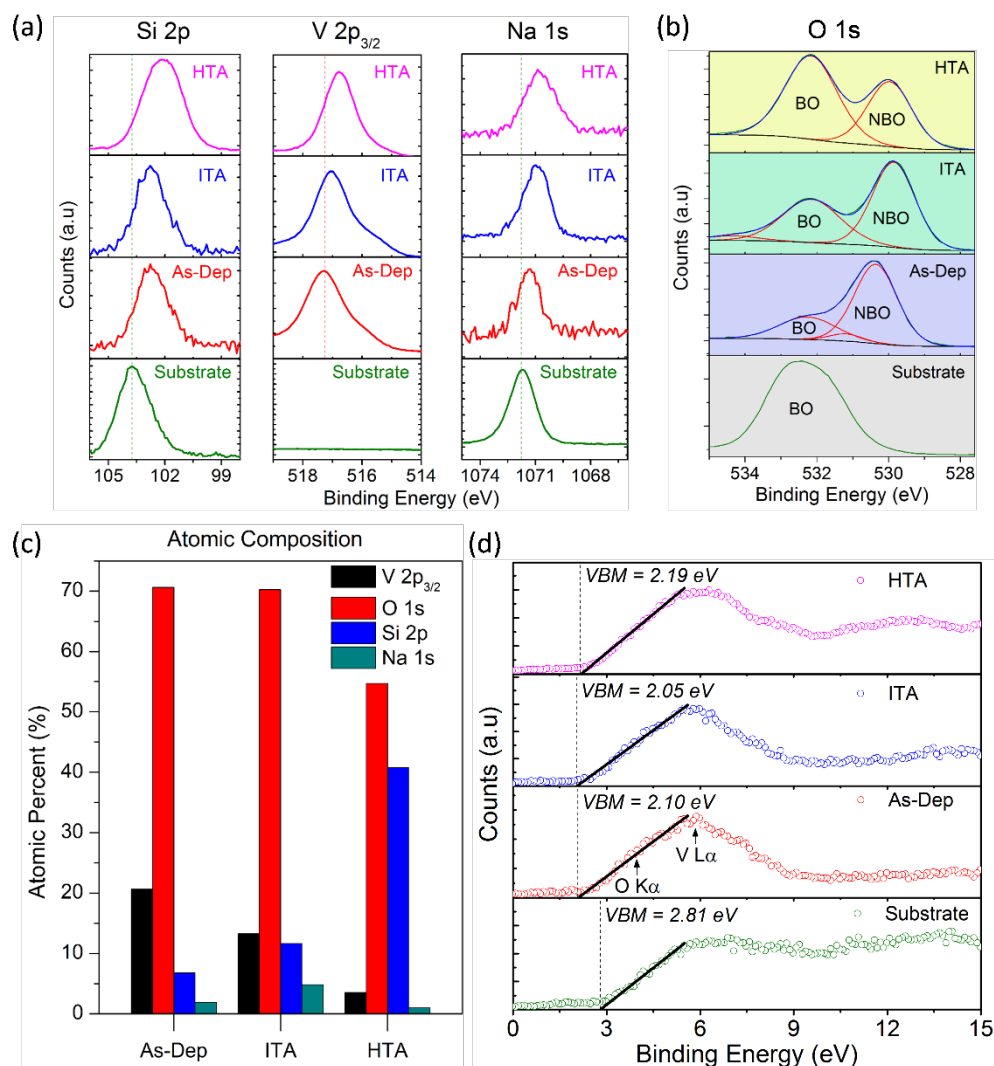 (a)
Si 2p
V 2p3/2
Na 1s
Counts (a.u)
HTA
HTA
HTA
ITA
ITA
ITA
As-Dep
As-Dep
As-Dep
Substrate
Substrate
Substrate
105 102 99
518 516 514
1074 1071 1068
Binding Energy (eV)
(b)
O 1s
Counts (a.u)
HTA
BO
NBO
ITA
BO
NBO
As-Dep
BO
NBO
Substrate
BO
534 532 530 528
Binding Energy (eV)
(c)
Atomic Composition
V 2p3/2
O 1s
Si 2p
Na 1s
Atomic Percent (%)
70
60
50
40
30
20
10
0
As-Dep ITA HTA
(d)
Counts (a.u)
VBM = 2.19 eV
HTA
VBM = 2.05 eV
ITA
VBM = 2.10 eV
As-Dep
V Lα
O Kα
VBM = 2.81 eV
Substrate
0 3 6 9 12 15
Binding Energy (eV)